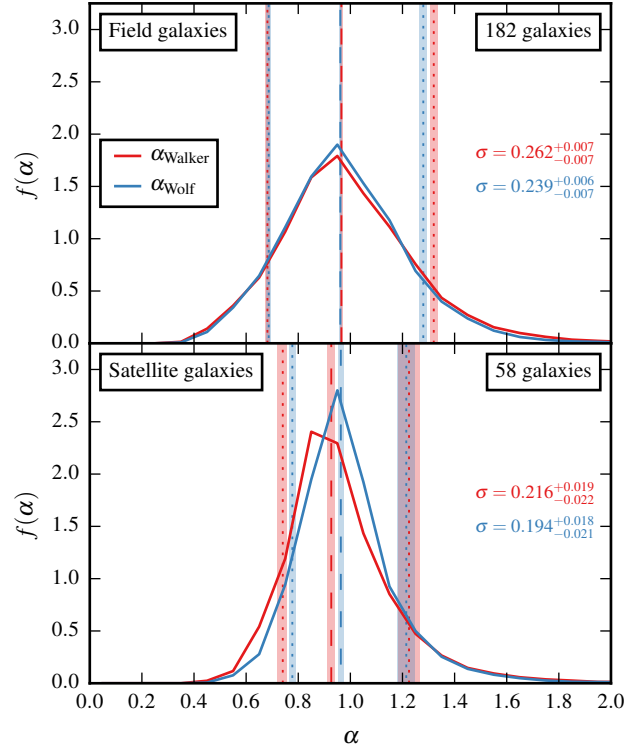 Field galaxies
182 galaxies
3.0
2.5
2.0
1.5
1.0
0.5
0.0
f(α)
α_Walker
α_Wolf
σ = 0.262^{+0.007}_{-0.007}
σ = 0.239^{+0.006}_{-0.007}
Satellite galaxies
58 galaxies
3.0
2.5
2.0
1.5
1.0
0.5
0.0
f(α)
σ = 0.216^{+0.019}_{-0.022}
σ = 0.194^{+0.018}_{-0.021}
0.0 0.2 0.4 0.6 0.8 1.0 1.2 1.4 1.6 1.8 2.0
α